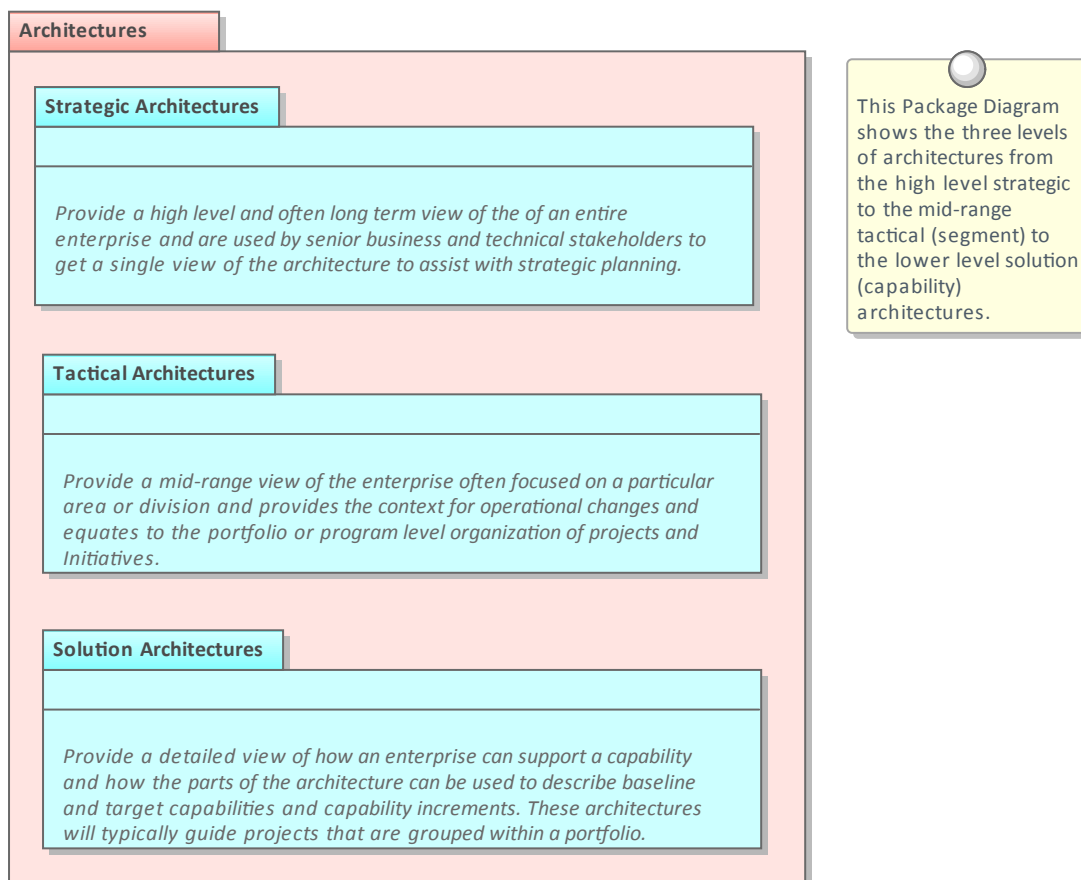 Architectures
Strategic Architectures
Provide a high level and often long term view of the of an entire
enterprise and are used by senior business and technical stakeholders to
get a single view of the architecture to assist with strategic planning.
Tactical Architectures
Provide a mid-range view of the enterprise often focused on a particular
area or division and provides the context for operational changes and
equates to the portfolio or program level organization of projects and
Initiatives.
Solution Architectures
Provide a detailed view of how an enterprise can support a capability
and how the parts of the architecture can be used to describe baseline
and target capabilities and capability increments. These architectures
will typically guide projects that are grouped within a portfolio.
This Package Diagram
shows the three levels
of architectures from
the high level strategic
to the mid-range
tactical (segment) to
the lower level solution
(capability)
architectures.